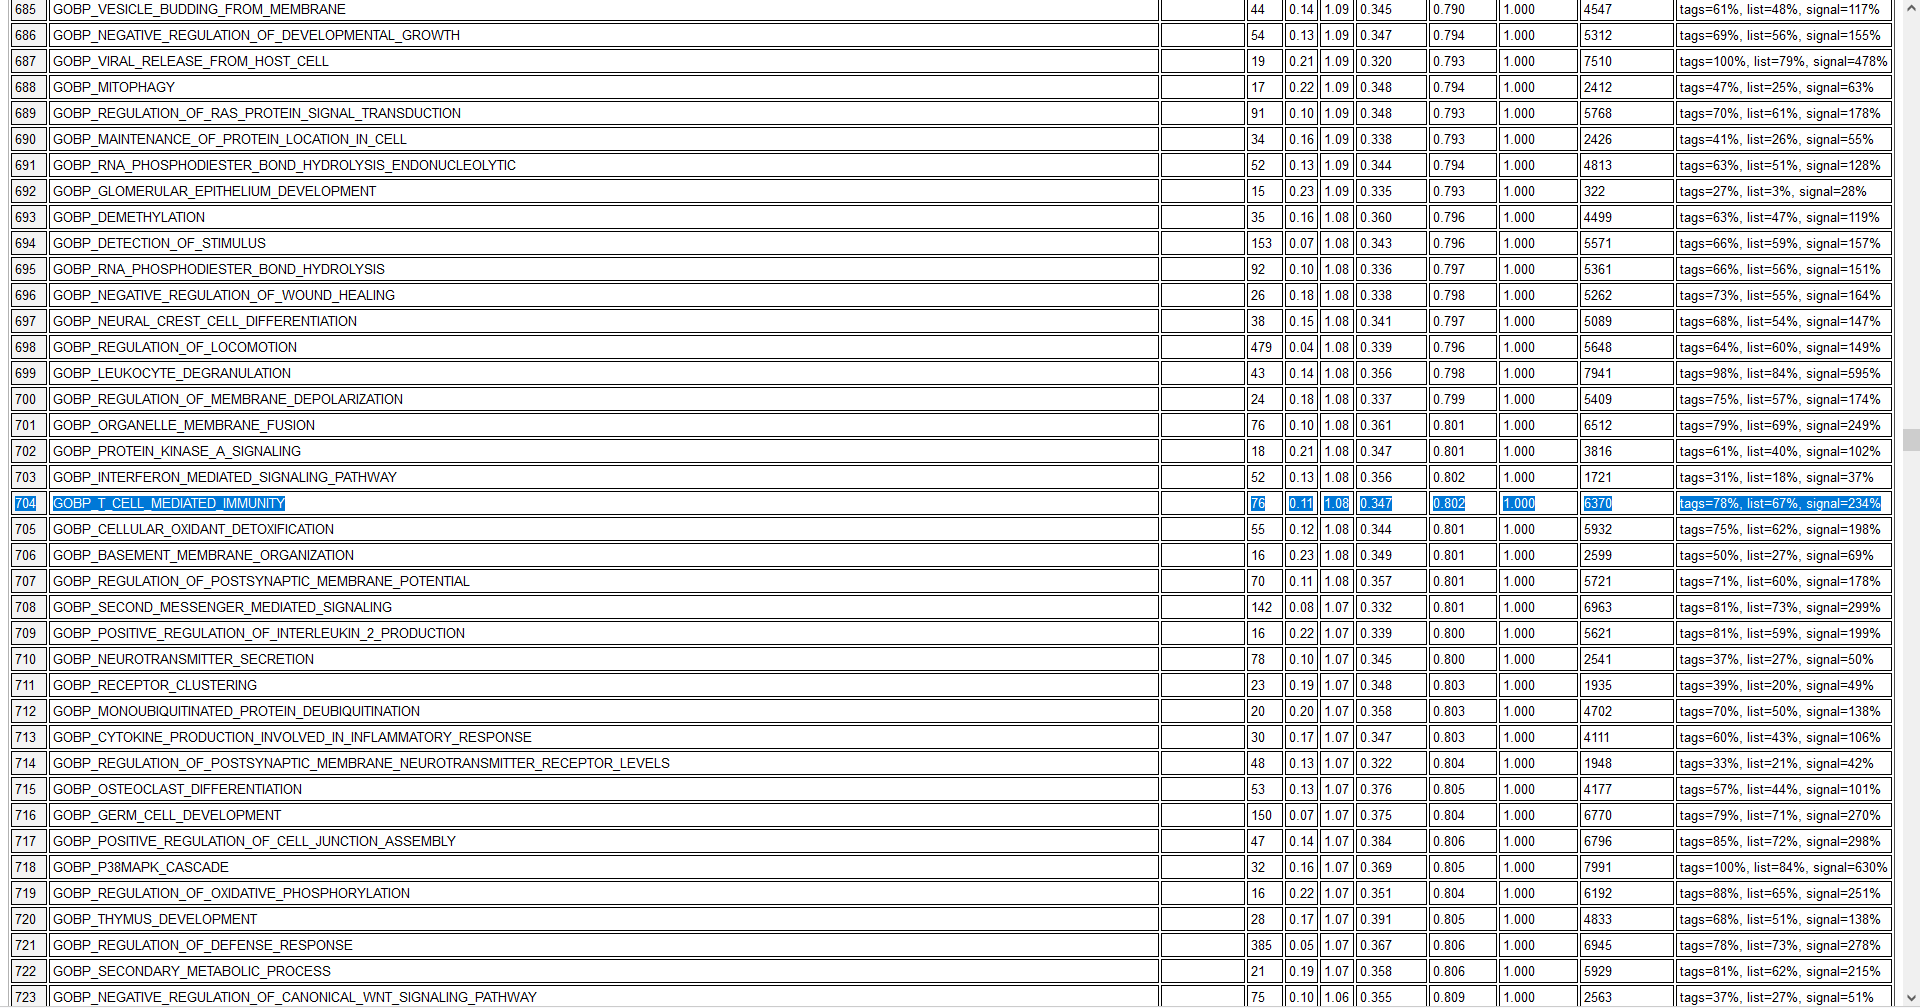 685 GOBP_VESICLE_BUDDING_FROM_MEMBRANE 44 0.14 1.09 0.345 0.790 1.000 4547 tags=61%, list=48%, signal=117%
686 GOBP_NEGATIVE_REGULATION_OF_DEVELOPMENTAL_GROWTH 54 0.13 1.09 0.347 0.794 1.000 5312 tags=69%, list=56%, signal=155%
687 GOBP_VIRAL_RELEASE_FROM_HOST_CELL 19 0.21 1.09 0.320 0.793 1.000 7510 tags=100%, list=79%, signal=478%
688 GOBP_MITOPHAGY 17 0.22 1.09 0.348 0.794 1.000 2412 tags=47%, list=25%, signal=63%
689 GOBP_REGULATION_OF_RAS_PROTEIN_SIGNAL_TRANSDUCTION 91 0.10 1.09 0.348 0.793 1.000 5768 tags=70%, list=61%, signal=178%
690 GOBP_MAINTENANCE_OF_PROTEIN_LOCATION_IN_CELL 34 0.16 1.09 0.338 0.793 1.000 2426 tags=41%, list=26%, signal=55%
691 GOBP_RNA_PHOSPHODIESTER_BOND_HYDROLYSIS_ENDONUCLEOLYTIC 52 0.13 1.09 0.344 0.794 1.000 4813 tags=63%, list=51%, signal=128%
692 GOBP_GLOMERULAR_EPITHELIUM_DEVELOPMENT 15 0.23 1.09 0.335 0.793 1.000 322 tags=27%, list=3%, signal=28%
693 GOBP_DEMETHYLATION 35 0.16 1.08 0.360 0.796 1.000 4499 tags=63%, list=47%, signal=119%
694 GOBP_DETECTION_OF_STIMULUS 153 0.07 1.08 0.343 0.796 1.000 5571 tags=66%, list=59%, signal=157%
695 GOBP_RNA_PHOSPHODIESTER_BOND_HYDROLYSIS 92 0.10 1.08 0.336 0.797 1.000 5361 tags=66%, list=56%, signal=151%
696 GOBP_NEGATIVE_REGULATION_OF_WOUND_HEALING 26 0.18 1.08 0.338 0.798 1.000 5262 tags=73%, list=55%, signal=164%
697 GOBP_NEURAL_CREST_CELL_DIFFERENTIATION 38 0.15 1.08 0.341 0.797 1.000 5089 tags=68%, list=54%, signal=147%
698 GOBP_REGULATION_OF_LOCOMOTION 479 0.04 1.08 0.339 0.796 1.000 5648 tags=64%, list=60%, signal=149%
699 GOBP_LEUKOCYTE_DEGRANULATION 43 0.14 1.08 0.356 0.798 1.000 7941 tags=98%, list=84%, signal=595%
700 GOBP_REGULATION_OF_MEMBRANE_DEPOLARIZATION 24 0.18 1.08 0.337 0.799 1.000 5409 tags=75%, list=57%, signal=174%
701 GOBP_ORGANELLE_MEMBRANE_FUSION 76 0.10 1.08 0.361 0.801 1.000 6512 tags=79%, list=69%, signal=249%
702 GOBP_PROTEIN_KINASE_A_SIGNALING 18 0.21 1.08 0.347 0.801 1.000 3816 tags=61%, list=40%, signal=102%
703 GOBP_INTERFERON_MEDIATED_SIGNALING_PATHWAY 52 0.13 1.08 0.356 0.802 1.000 1721 tags=31%, list=18%, signal=37%
704 GOBP_T_CELL_MEDIATED_IMMUNITY 76 0.11 1.08 0.347 0.802 1.000 6370 tags=78%, list=67%, signal=234%
705 GOBP_CELLULAR_OXIDANT_DETOXIFICATION 55 0.12 1.08 0.344 0.801 1.000 5932 tags=75%, list=62%, signal=198%
706 GOBP_BASEMENT_MEMBRANE_ORGANIZATION 16 0.23 1.08 0.349 0.801 1.000 2599 tags=50%, list=27%, signal=69%
707 GOBP_REGULATION_OF_POSTSYNAPTIC_MEMBRANE_POTENTIAL 70 0.11 1.08 0.357 0.801 1.000 5721 tags=71%, list=60%, signal=178%
708 GOBP_SECOND_MESSENGER_MEDIATED_SIGNALING 142 0.08 1.07 0.332 0.801 1.000 6963 tags=81%, list=73%, signal=299%
709 GOBP_POSITIVE_REGULATION_OF_INTERLEUKIN_2_PRODUCTION 16 0.22 1.07 0.339 0.800 1.000 5621 tags=81%, list=59%, signal=199%
710 GOBP_NEUROTRANSMITTER_SECRETION 78 0.10 1.07 0.345 0.800 1.000 2541 tags=37%, list=27%, signal=50%
711 GOBP_RECEPTOR_CLUSTERING 23 0.19 1.07 0.348 0.803 1.000 1935 tags=39%, list=20%, signal=49%
712 GOBP_MONOUBIQUITINATED_PROTEIN_DEUBIQUITINATION 20 0.20 1.07 0.358 0.803 1.000 4702 tags=70%, list=50%, signal=138%
713 GOBP_CYTOKINE_PRODUCTION_INVOLVED_IN_INFLAMMATORY_RESPONSE 30 0.17 1.07 0.347 0.803 1.000 4111 tags=60%, list=43%, signal=106%
714 GOBP_REGULATION_OF_POSTSYNAPTIC_MEMBRANE_NEUROTRANSMITTER_RECEPTOR_LEVELS 48 0.13 1.07 0.322 0.804 1.000 1948 tags=33%, list=21%, signal=42%
715 GOBP_OSTEOCLAST_DIFFERENTIATION 53 0.13 1.07 0.376 0.805 1.000 4177 tags=57%, list=44%, signal=101%
716 GOBP_GERM_CELL_DEVELOPMENT 150 0.07 1.07 0.375 0.804 1.000 6770 tags=79%, list=71%, signal=270%
717 GOBP_POSITIVE_REGULATION_OF_CELL_JUNCTION_ASSEMBLY 47 0.14 1.07 0.384 0.806 1.000 6796 tags=85%, list=72%, signal=298%
718 GOBP_P38MAPK_CASCADE 32 0.16 1.07 0.369 0.805 1.000 7991 tags=100%, list=84%, signal=630%
719 GOBP_REGULATION_OF_OXIDATIVE_PHOSPHORYLATION 16 0.22 1.07 0.351 0.804 1.000 6192 tags=88%, list=65%, signal=251%
720 GOBP_THYMUS_DEVELOPMENT 28 0.17 1.07 0.391 0.805 1.000 4833 tags=68%, list=51%, signal=138%
721 GOBP_REGULATION_OF_DEFENSE_RESPONSE 385 0.05 1.07 0.367 0.806 1.000 6945 tags=78%, list=73%, signal=278%
722 GOBP_SECONDARY_METABOLIC_PROCESS 21 0.19 1.07 0.358 0.806 1.000 5929 tags=81%, list=62%, signal=215%
723 GOBP_NEGATIVE_REGULATION_OF_CANONICAL_WNT_SIGNALING_PATHWAY 75 0.10 1.06 0.355 0.809 1.000 2563 tags=37%, list=27%, signal=51%